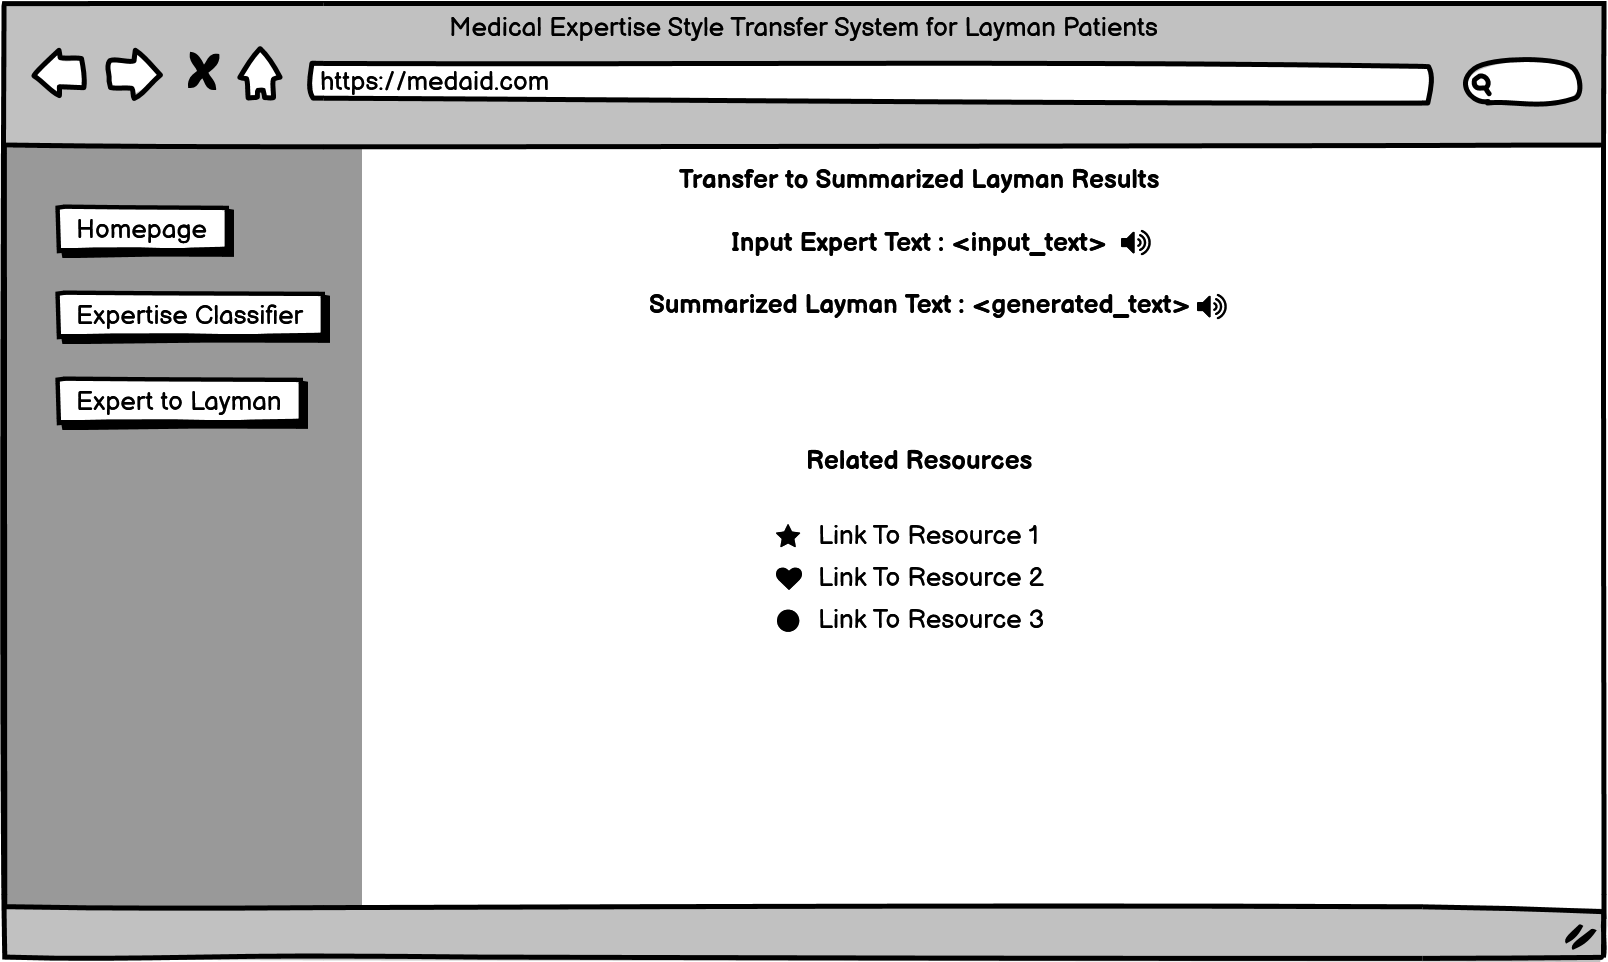 Medical Expertise Style Transfer System for Layman Patients
https://medaid.com
Homepage
Expertise Classifier
Expert to Layman
Transfer to Summarized Layman Results
Input Expert Text : <input_text>
Summarized Layman Text : <generated_text>
Related Resources
Link To Resource 1
Link To Resource 2
Link To Resource 3